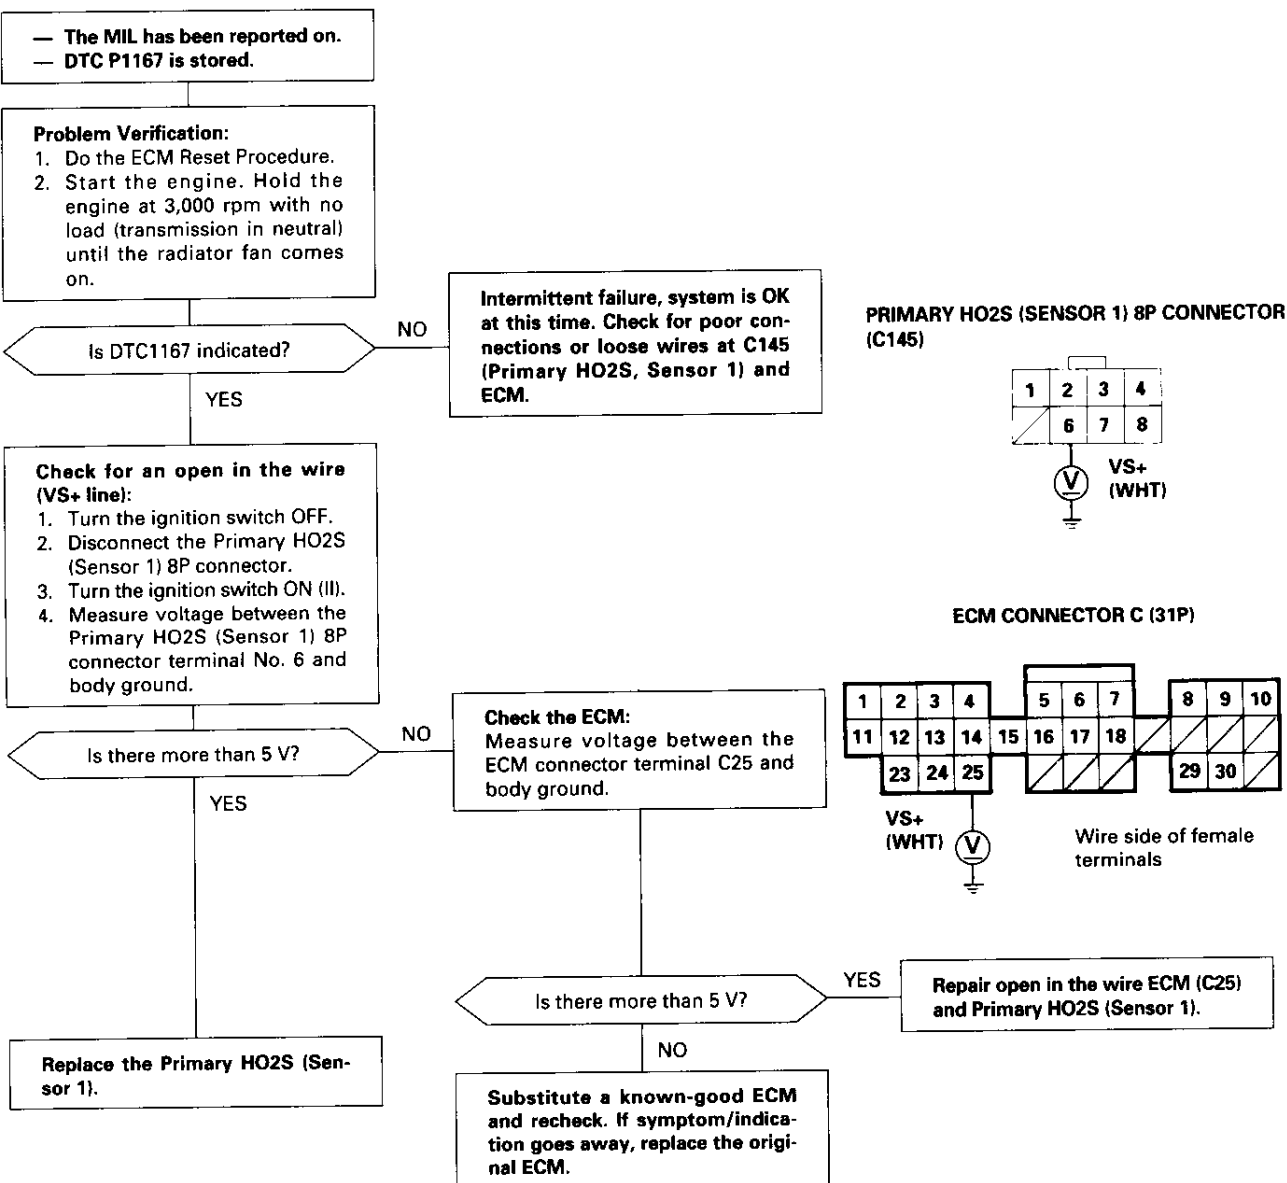 — The MIL has been reported on.
— DTC P1167 is stored.
Problem Verification:
1. Do the ECM Reset Procedure.
2. Start the engine. Hold the
engine at 3,000 rpm with no
load (transmission in neutral)
until the radiator fan comes
on.
Is DTC1167 indicated?
NO
YES
Intermittent failure, system is OK
at this time. Check for poor con-
nections or loose wires at C145
(Primary HO2S, Sensor 1) and
ECM.
PRIMARY HO2S (SENSOR 1) 8P CONNECTOR
(C145)
1 2 3 4
6 7 8
V
VS+
(WHT)
Check for an open in the wire
(VS+ line):
1. Turn the ignition switch OFF.
2. Disconnect the Primary HO2S
(Sensor 1) 8P connector.
3. Turn the ignition switch ON (II).
4. Measure voltage between the
Primary HO2S (Sensor 1) 8P
connector terminal No. 6 and
body ground.
Is there more than 5 V?
NO
YES
Check the ECM:
Measure voltage between the
ECM connector terminal C25 and
body ground.
ECM CONNECTOR C (31P)
1 2 3 4 5 6 7 8 9 10
11 12 13 14 15 16 17 18
23 24 25 29 30
VS+
(WHT)
V
Wire side of female
terminals
Is there more than 5 V?
YES
NO
Repair open in the wire ECM (C25)
and Primary HO2S (Sensor 1).
Replace the Primary HO2S (Sen-
sor 1).
Substitute a known-good ECM
and recheck. If symptom/indica-
tion goes away, replace the origi-
nal ECM.